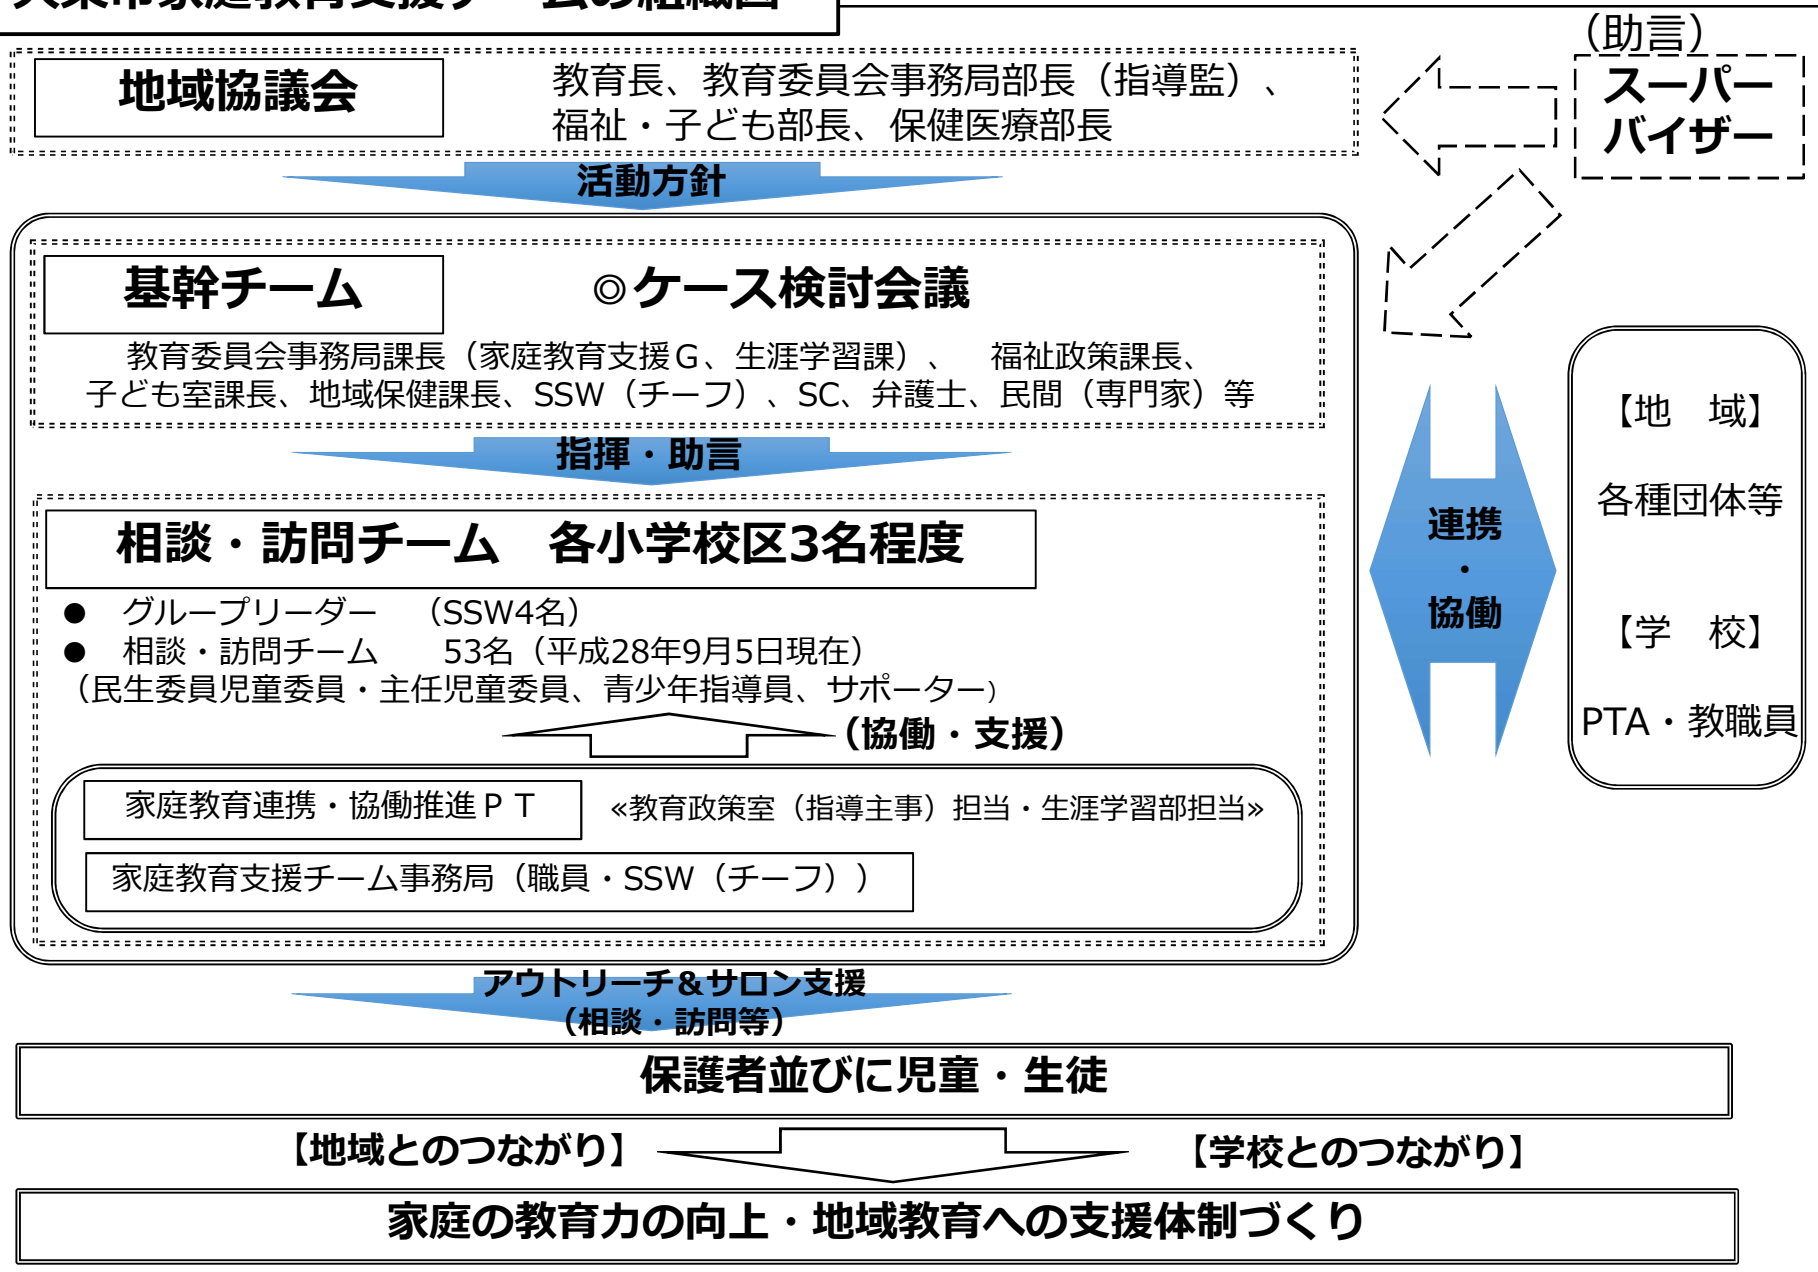 (助言)
地域協議会
教育長、教育委員会事務局部長（指導監）、
福祉・子ども部長、保健医療部長
スーパー
バイザー
活動方針
基幹チーム
◎ケース検討会議
教育委員会事務局課長（家庭教育支援Ｇ、生涯学習課）、　福祉政策課長、
子ども室課長、地域保健課長、SSW（チーフ）、SC、弁護士、民間（専門家）等
指揮・助言
相談・訪問チーム　各小学校区3名程度
●　グループリーダー　（SSW4名）
●　相談・訪問チーム　　53名（平成28年9月5日現在）
（民生委員児童委員・主任児童委員、青少年指導員、サポーター）
（協働・支援）
家庭教育連携・協働推進ＰＴ
«教育政策室（指導主事）担当・生涯学習部担当»
家庭教育支援チーム事務局（職員・SSW（チーフ））
連携
・
協働
【地　域】
各種団体等
【学　校】
PTA・教職員
アウトリーチ&サロン支援
（相談・訪問等）
保護者並びに児童・生徒
【地域とのつながり】
【学校とのつながり】
家庭の教育力の向上・地域教育への支援体制づくり